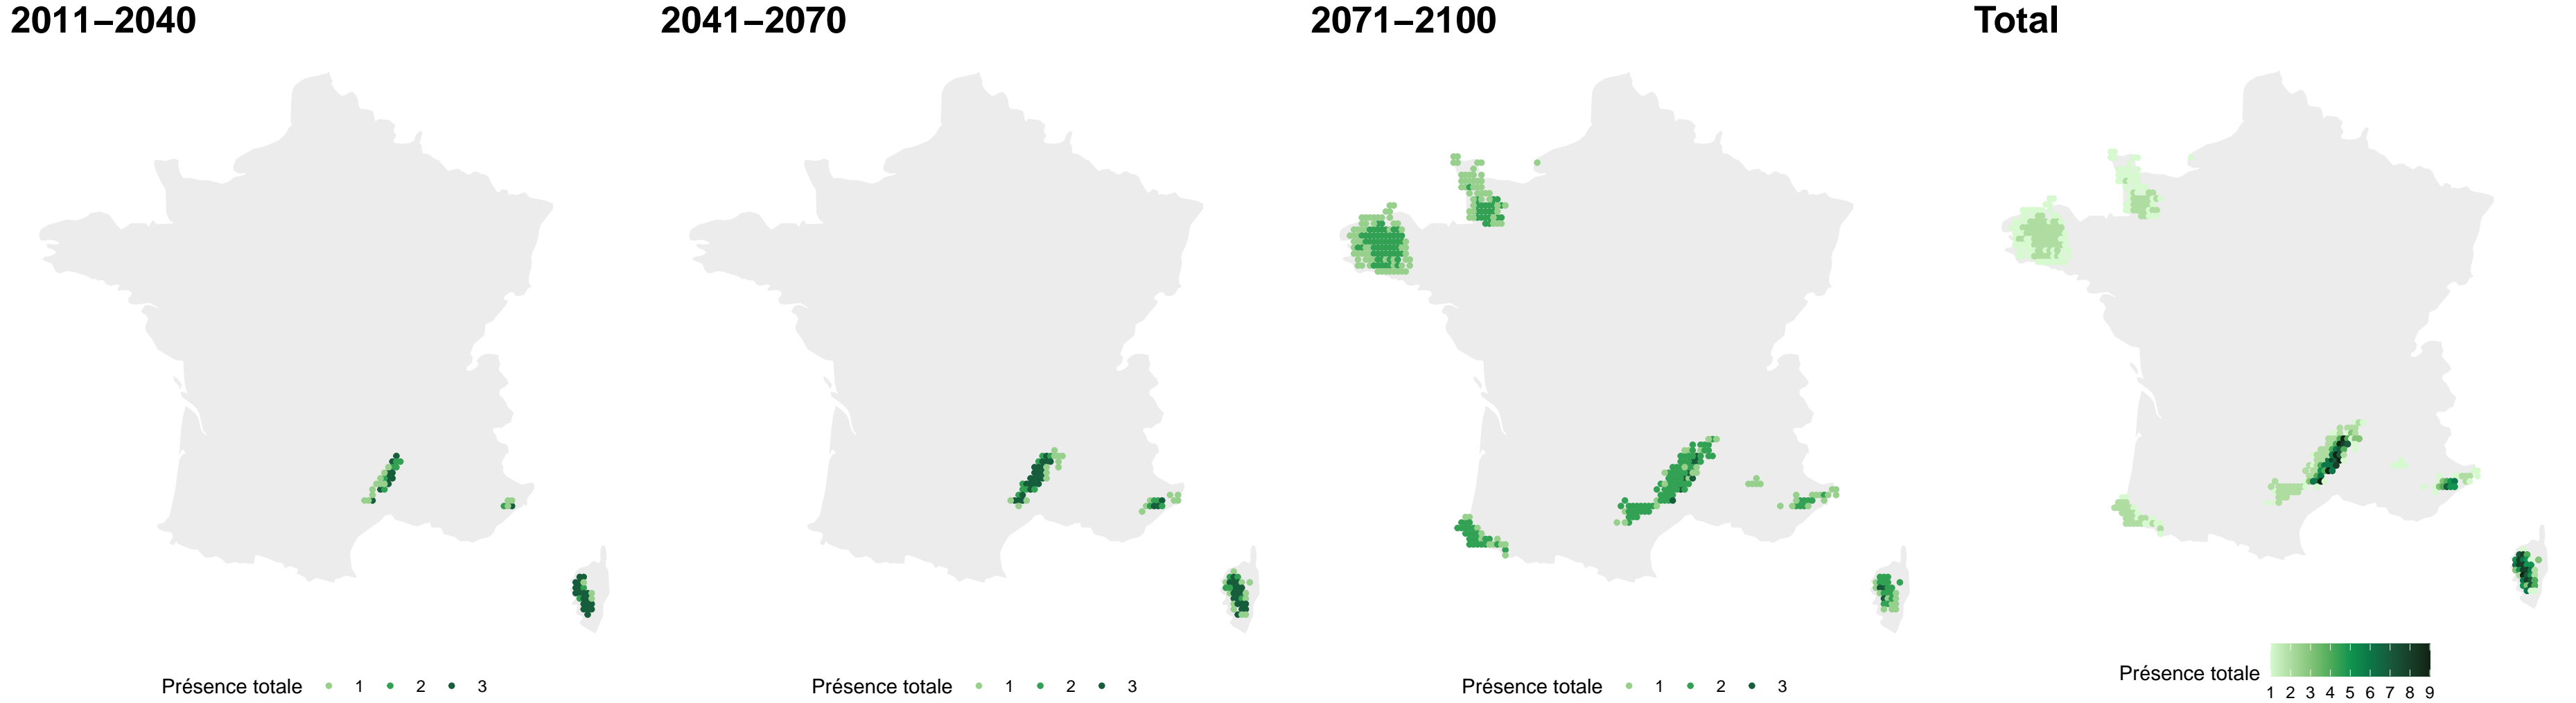 2011–2040
2041–2070
2071–2100
Total
Présence totale 1 2 3
Présence totale 1 2 3
Présence totale 1 2 3
Présence totale
1 2 3 4 5 6 7 8 9